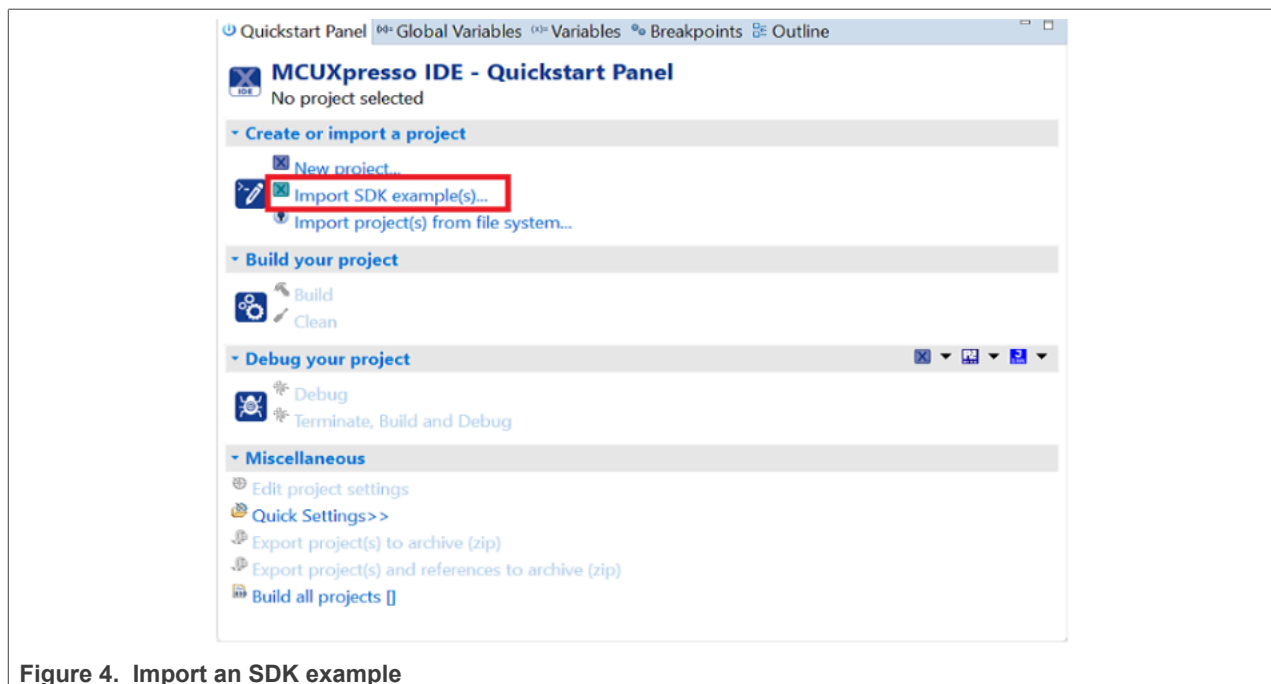 Quickstart Panel (x)= Global Variables (x)= Variables Breakpoints Outline
MCUXpresso IDE - Quickstart Panel
IDE
No project selected
Create or import a project
New project...
Import SDK example(s)...
Import project(s) from file system...
Build your project
Build
Clean
Debug your project
Debug
Terminate, Build and Debug
Miscellaneous
Edit project settings
Quick Settings>>
Export project(s) to archive (zip)
Export project(s) and references to archive (zip)
Build all projects []
Figure 4. Import an SDK example